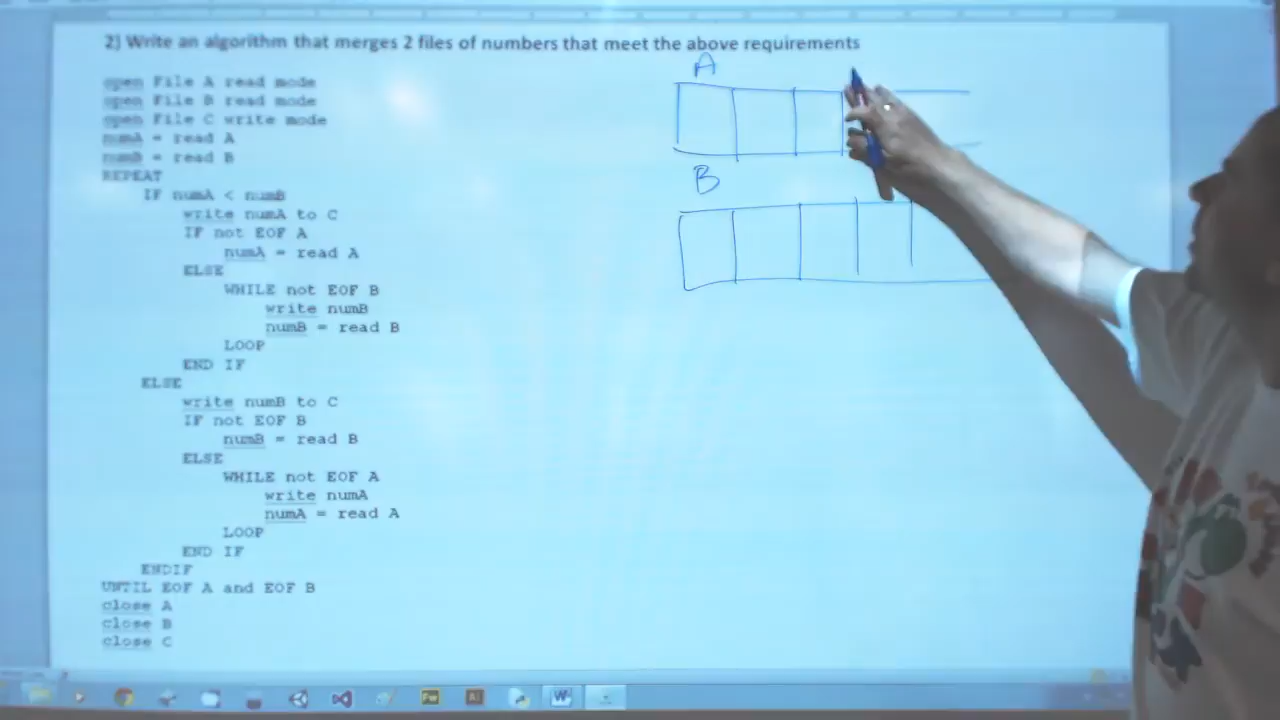 2) Write an algorithm that merges 2 files of numbers that meet the above requirements
open File A read mode
open File B read mode
open File C write mode
numA = read A
numB = read B
REPEAT
IF numA < numB
write numA to C
IF not EOF A
numA = read A
ELSE
WHILE not EOF B
write numB
numB = read B
LOOP
END IF
ELSE
write numB to C
IF not EOF B
numB = read B
ELSE
WHILE not EOF A
write numA
numA = read A
LOOP
END IF
ENDIF
UNTIL EOF A and EOF B
close A
close B
close C
A
B
Fw
Ai
W